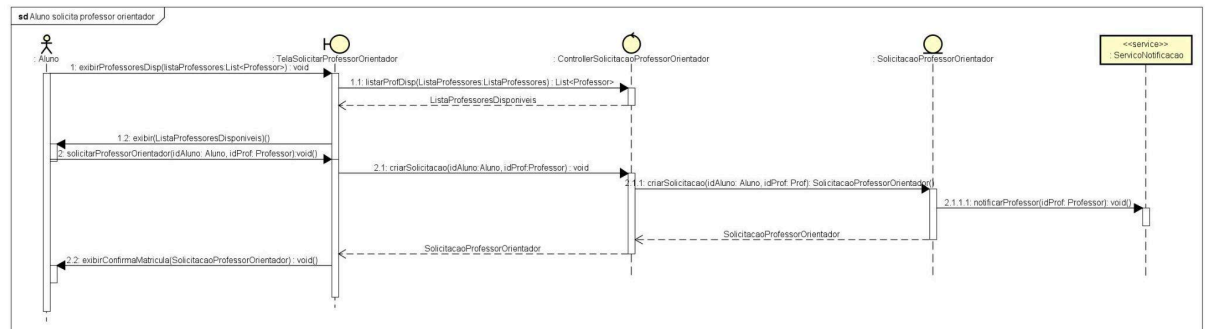 sd Aluno solicita professor orientador
: Aluno
: TelaSolicitarProfessorOrientador
: ControllerSolicitacaoProfessorOrientador
: SolicitacaoProfessorOrientador
<<service>>
: ServicoNotificacao
1: exibirProfessoresDisp(listaProfessores:List<Professor>) : void
1.1: listarProfDisp(ListaProfessores:ListaProfessores) : List<Professor>
ListaProfessoresDisponiveis
1.2: exibir(ListaProfessoresDisponiveis)()
2: solicitarProfessorOrientador(idAluno: Aluno, idProf: Professor):void()
2.1: criarSolicitacao(idAluno:Aluno, idProf:Professor) : void
2.1.1: criarSolicitacao(idAluno: Aluno, idProf: Prof): SolicitacaoProfessorOrientador()
2.1.1.1: notificarProfessor(idProf: Professor): void()
SolicitacaoProfessorOrientador
SolicitacaoProfessorOrientador
2.2: exibirConfirmaMatricula(SolicitacaoProfessorOrientador) : void()